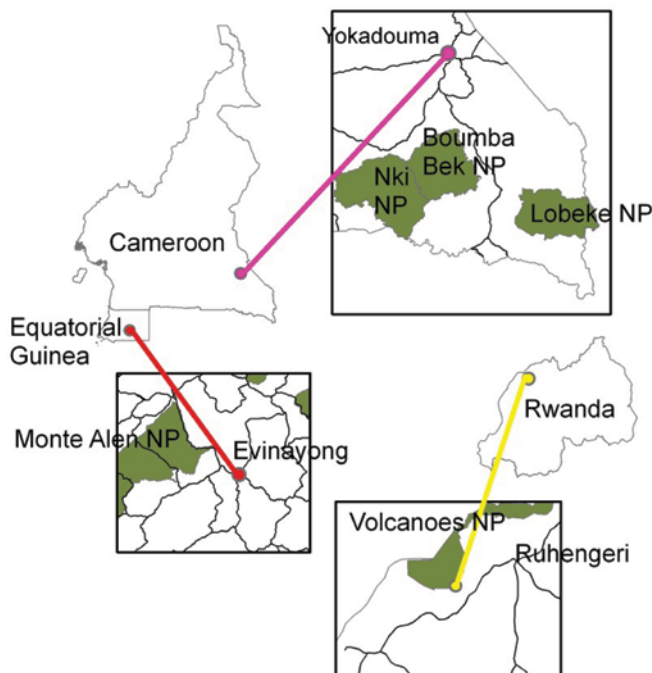 Yokadouma
Boumba
Bek NP
Nki
NP
Lobeke NP
Cameroon
Equatorial
Guinea
Monte Alen NP
Evinayong
Rwanda
Volcanoes NP
Ruhengeri